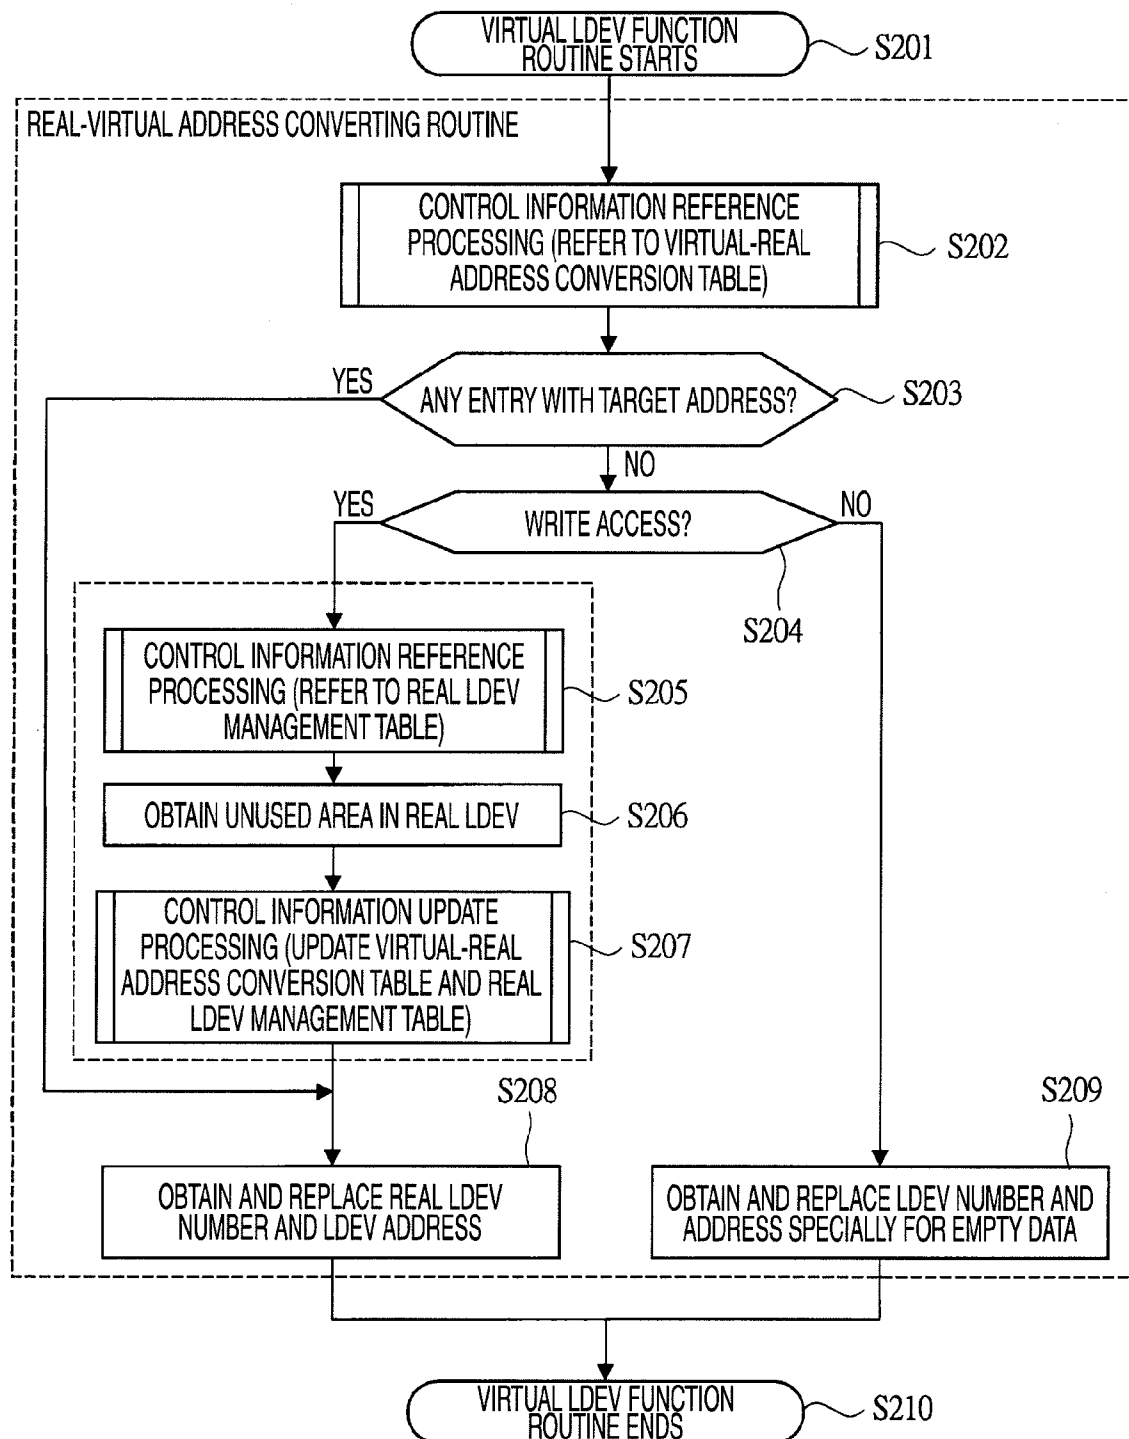 VIRTUAL LDEV FUNCTION
ROUTINE STARTS
S201
REAL-VIRTUAL ADDRESS CONVERTING ROUTINE
CONTROL INFORMATION REFERENCE
PROCESSING (REFER TO VIRTUAL-REAL
ADDRESS CONVERSION TABLE)
S202
YES
ANY ENTRY WITH TARGET ADDRESS?
S203
NO
YES
WRITE ACCESS?
NO
S204
CONTROL INFORMATION REFERENCE
PROCESSING (REFER TO REAL LDEV
MANAGEMENT TABLE)
S205
OBTAIN UNUSED AREA IN REAL LDEV
S206
CONTROL INFORMATION UPDATE
PROCESSING (UPDATE VIRTUAL-REAL
ADDRESS CONVERSION TABLE AND REAL
LDEV MANAGEMENT TABLE)
S207
S208
OBTAIN AND REPLACE REAL LDEV
NUMBER AND LDEV ADDRESS
S209
OBTAIN AND REPLACE LDEV NUMBER AND
ADDRESS SPECIALLY FOR EMPTY DATA
VIRTUAL LDEV FUNCTION
ROUTINE ENDS
S210